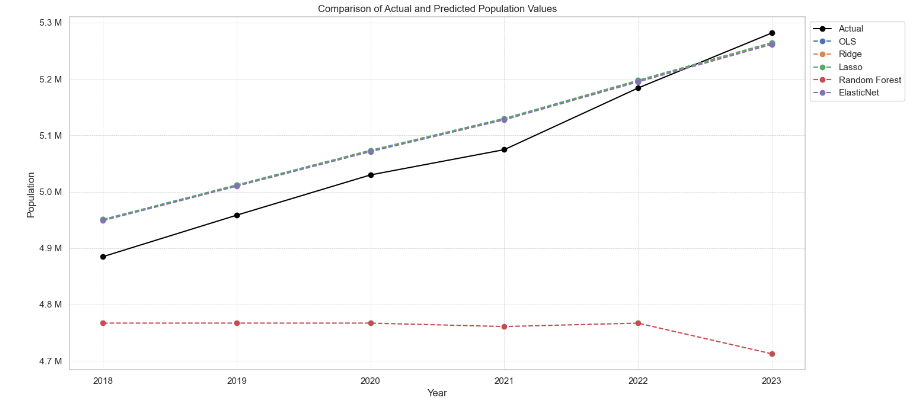 Comparison of Actual and Predicted Population Values
5.3 M
5.2 M
5.1 M
5.0 M
4.9 M
4.8 M
4.7 M
Population
2018
2019
2020
2021
2022
2023
Year
Actual
OLS
Ridge
Lasso
Random Forest
ElasticNet